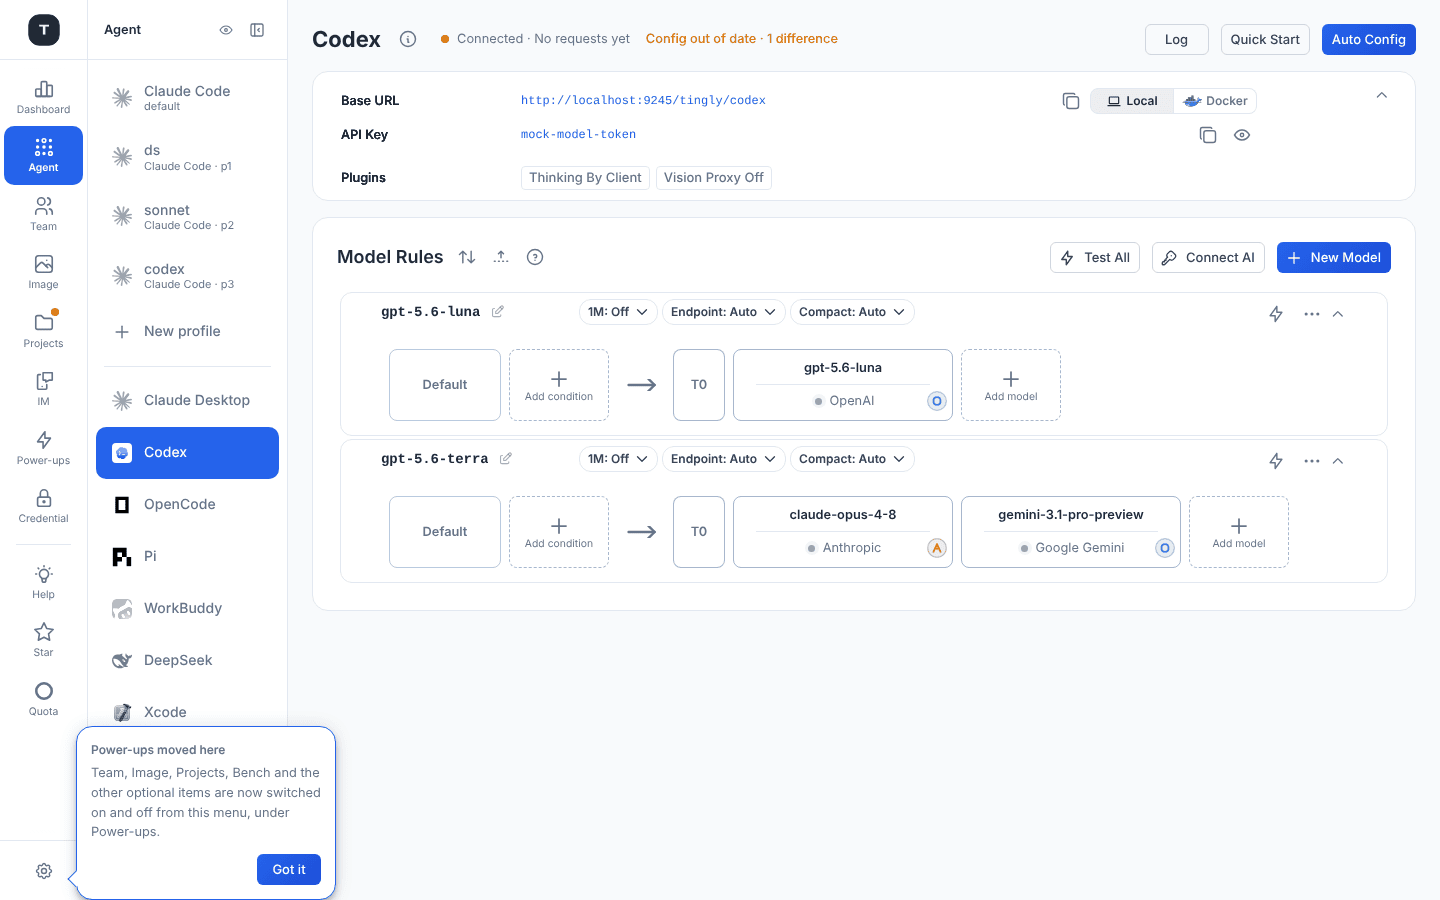 T
Agent
Dashboard
Agent
Team
Image
Projects
IM
Power-ups
Credential
Help
Star
Quota
Claude Code
default
ds
Claude Code · p1
sonnet
Claude Code · p2
codex
Claude Code · p3
New profile
Claude Desktop
Codex
OpenCode
Pi
WorkBuddy
DeepSeek
Xcode
Power-ups moved here
Team, Image, Projects, Bench and the
other optional items are now switched
on and off from this menu, under
Power-ups.
Got it
Codex
Connected · No requests yet
Config out of date · 1 difference
Log
Quick Start
Auto Config
Base URL
http://localhost:9245/tingly/codex
Local
Docker
API Key
mock-model-token
Plugins
Thinking By Client
Vision Proxy Off
Model Rules
Test All
Connect AI
New Model
gpt-5.6-luna
1M: Off
Endpoint: Auto
Compact: Auto
Default
Add condition
T0
gpt-5.6-luna
OpenAI
O
Add model
gpt-5.6-terra
1M: Off
Endpoint: Auto
Compact: Auto
Default
Add condition
T0
claude-opus-4-8
Anthropic
A
gemini-3.1-pro-preview
Google Gemini
O
Add model